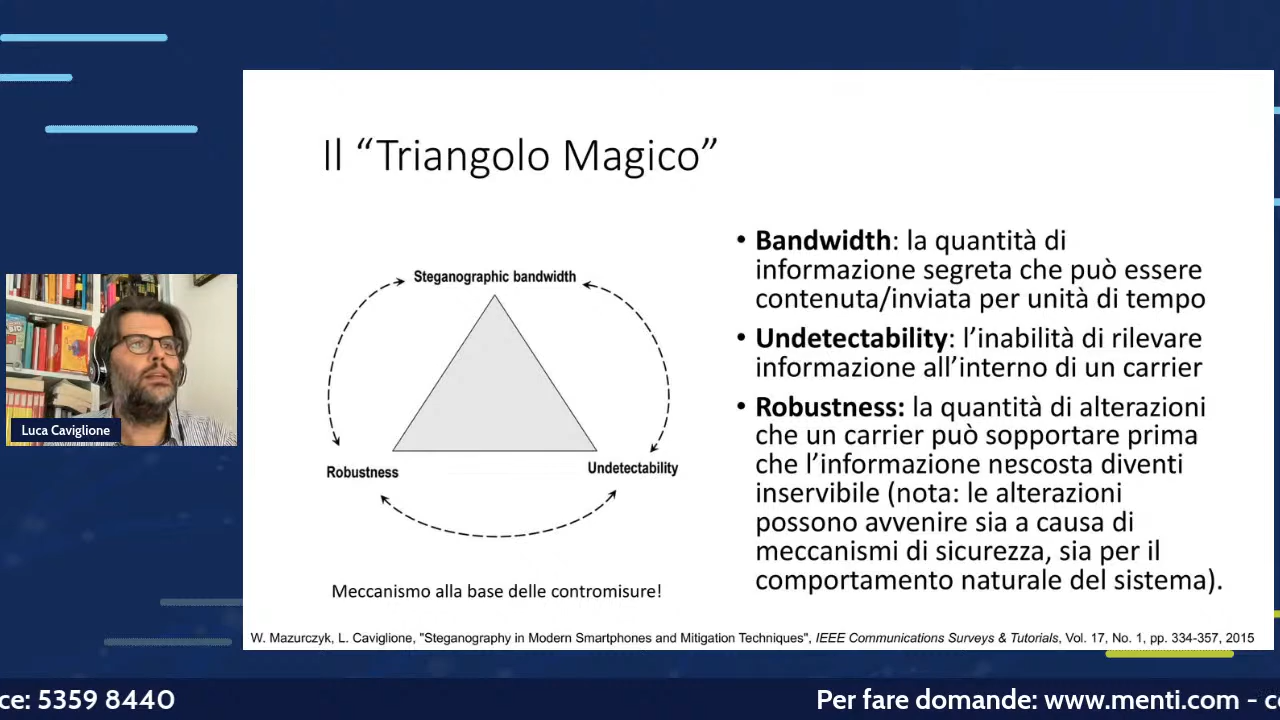 Il “Triangolo Magico”
Steganographic bandwidth
Robustness
Undetectability
Meccanismo alla base delle contromisure!
• Bandwidth: la quantità di
informazione segreta che può essere
contenuta/inviata per unità di tempo
• Undetectability: l’inabilità di rilevare
informazione all’interno di un carrier
• Robustness: la quantità di alterazioni
che un carrier può sopportare prima
che l’informazione nescosta diventi
inservibile (nota: le alterazioni
possono avvenire sia a causa di
meccanismi di sicurezza, sia per il
comportamento naturale del sistema).
W. Mazurczyk, L. Caviglione, "Steganography in Modern Smartphones and Mitigation Techniques", IEEE Communications Surveys & Tutorials, Vol. 17, No. 1, pp. 334-357, 2015
Luca Caviglione
ce: 5359 8440
Per fare domande: www.menti.com - c